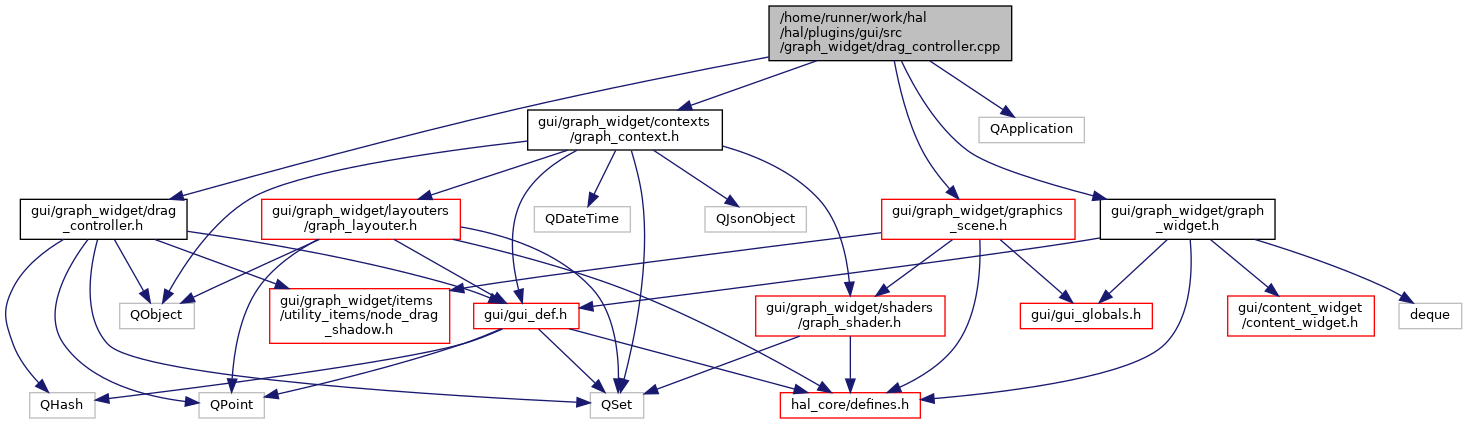 /home/runner/work/hal
/hal/plugins/gui/src
/graph_widget/drag_controller.cpp
gui/graph_widget/contexts
/graph_context.h
QApplication
gui/graph_widget/drag
_controller.h
gui/graph_widget/layouters
/graph_layouter.h
QDateTime
QJsonObject
gui/graph_widget/graphics
_scene.h
gui/graph_widget/graph
_widget.h
QObject
gui/graph_widget/items
/utility_items/node_drag
_shadow.h
gui/gui_def.h
gui/graph_widget/shaders
/graph_shader.h
gui/gui_globals.h
gui/content_widget
/content_widget.h
deque
QHash
QPoint
QSet
hal_core/defines.h